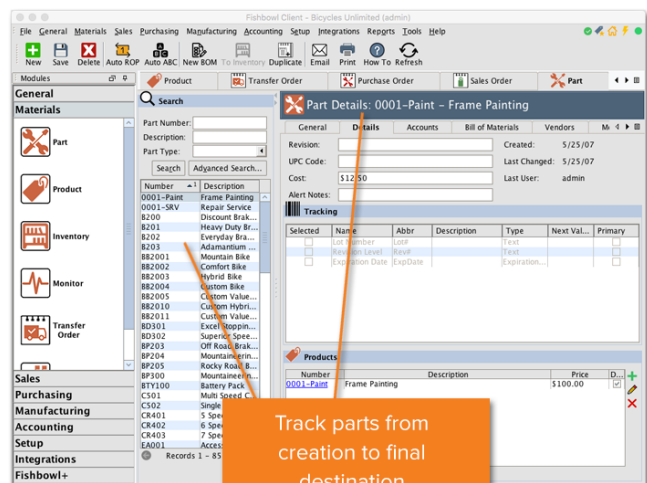 Fishbowl Client - Bicycles Unlimited (admin)
File General Materials Sales Purchasing Manufacturing Accounting Setup Integrations Reports Tools Help
New Save Delete Auto ROP Auto ABC New BOM To Inventory Duplicate Email Print How To Refresh
Modules
Product Transfer Order Purchase Order Sales Order Part
General
Materials
Part
Product
Inventory
Monitor
Transfer
Order
Sales
Purchasing
Manufacturing
Accounting
Setup
Integrations
Fishbowl+
Search
Part Number:
Description:
Part Type:
Search Advanced Search...
Number Description
0001-Paint Frame Painting
0001-SRV Repair Service
B200 Discount Brak...
B201 Heavy Duty Br...
B202 Everyday Bra...
B203 Adamantium ...
BB2001 Mountain Bike
BB2002 Comfort Bike
BB2003 Hybrid Bike
BB2004 Custom Bike
BB2005 Custom Value...
BB2010 Custom Hybri...
BB2011 Custom Value...
BD301 Excel Stoppin...
BD302 Superior Spee...
BP203 Off Road Brak...
BP204 Mountaineerin...
BP205 Rocky Road B...
BP300 Mountaineerin...
BTY100 Battery Pack
C501 Multi Speed C...
C502 Single
CR401 5 Spe
CR402 6 Spe
CR403 7 Spe
EA001 Acces
Records 1 - 85
Part Details: 0001-Paint - Frame Painting
General Details Accounts Bill of Materials Vendors
Revision: Created: 5/25/07
UPC Code: Last Changed: 5/25/07
Cost: $12.50 Last User: admin
Alert Notes:
Tracking
Selected Name Abbr Description Type Next Val... Primary
Lot Number Lot# Text
Revision Level Rev# Text
Expiration Date ExpDate Expiration...
Products
Number Description Price D...
0001-Paint Frame Painting $100.00
Track parts from
creation to final
destination